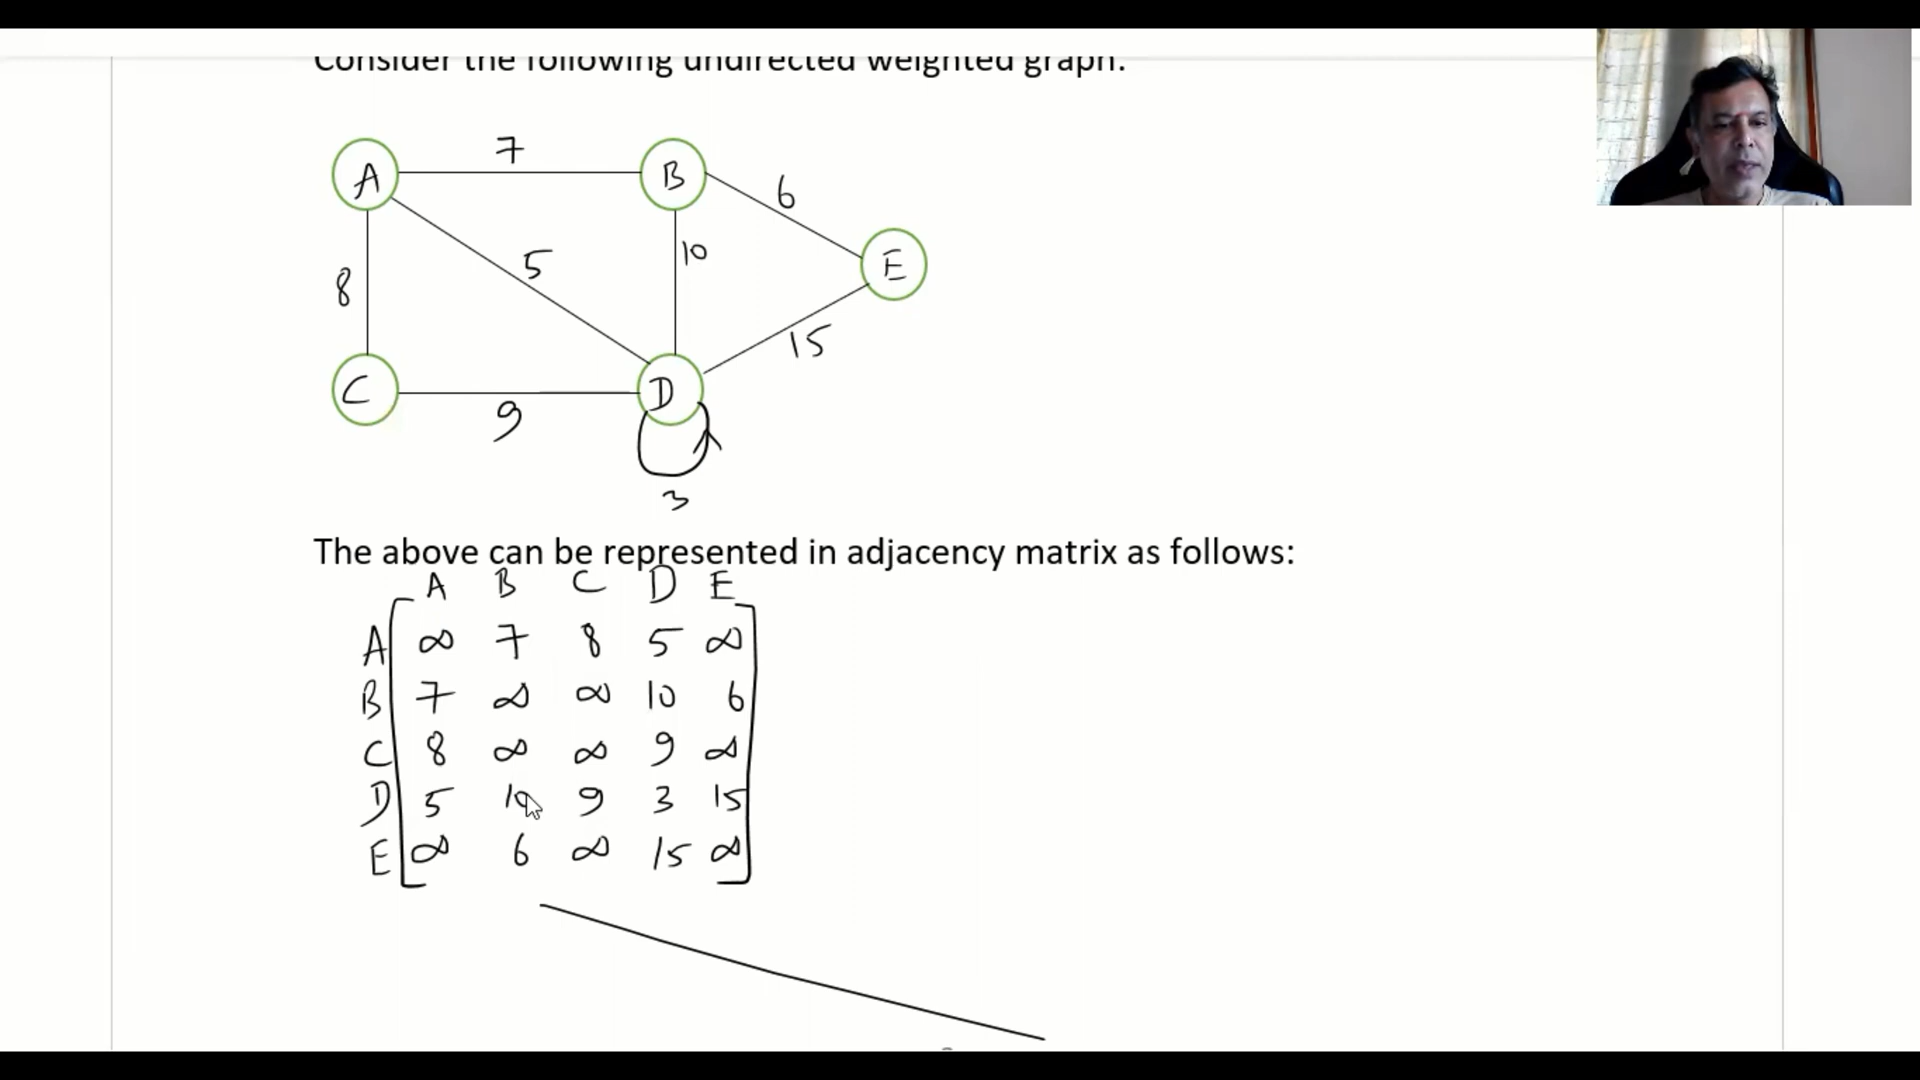 Consider the following undirected weighted graph.
7
A B
6
5 10 E
8
15
C D
9
3
The above can be represented in adjacency matrix as follows:
A B C D E
A ∞ 7 8 5 ∞
B 7 ∞ ∞ 10 6
C 8 ∞ ∞ 9 ∞
D 5 10 9 3 15
E ∞ 6 ∞ 15 ∞